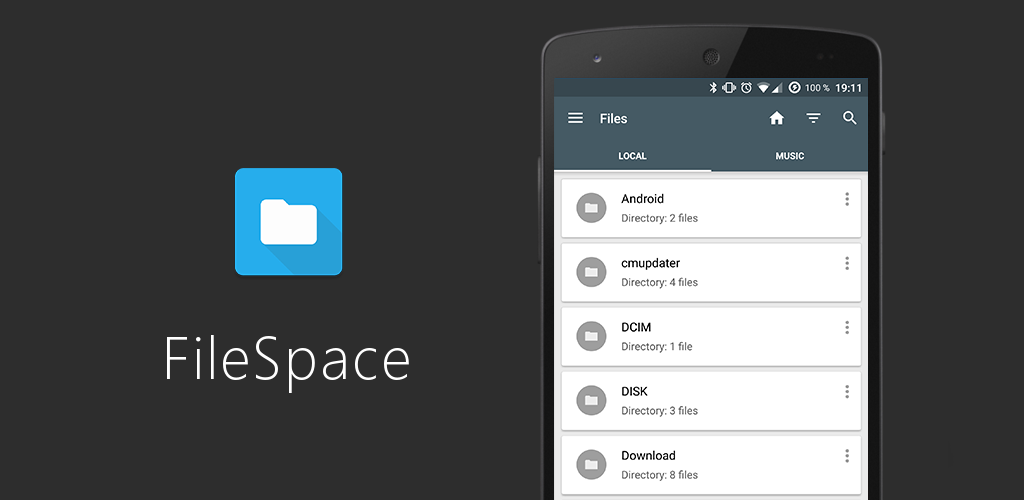 FileSpace
100 % 19:11
Files
LOCAL MUSIC
Android
Directory: 2 files
cmupdater
Directory: 4 files
DCIM
Directory: 1 file
DISK
Directory: 3 files
Download
Directory: 8 files